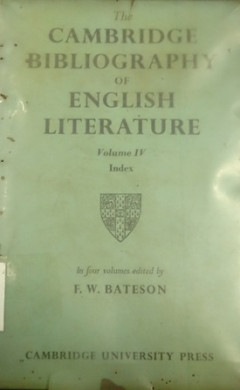 The
CAMBRIDGE
BIBLIOGRAPHY
OF
ENGLISH
LITERATURE
Volume IV
Index
In four volumes edited by
F. W. BATESON
CAMBRIDGE UNIVERSITY PRESS